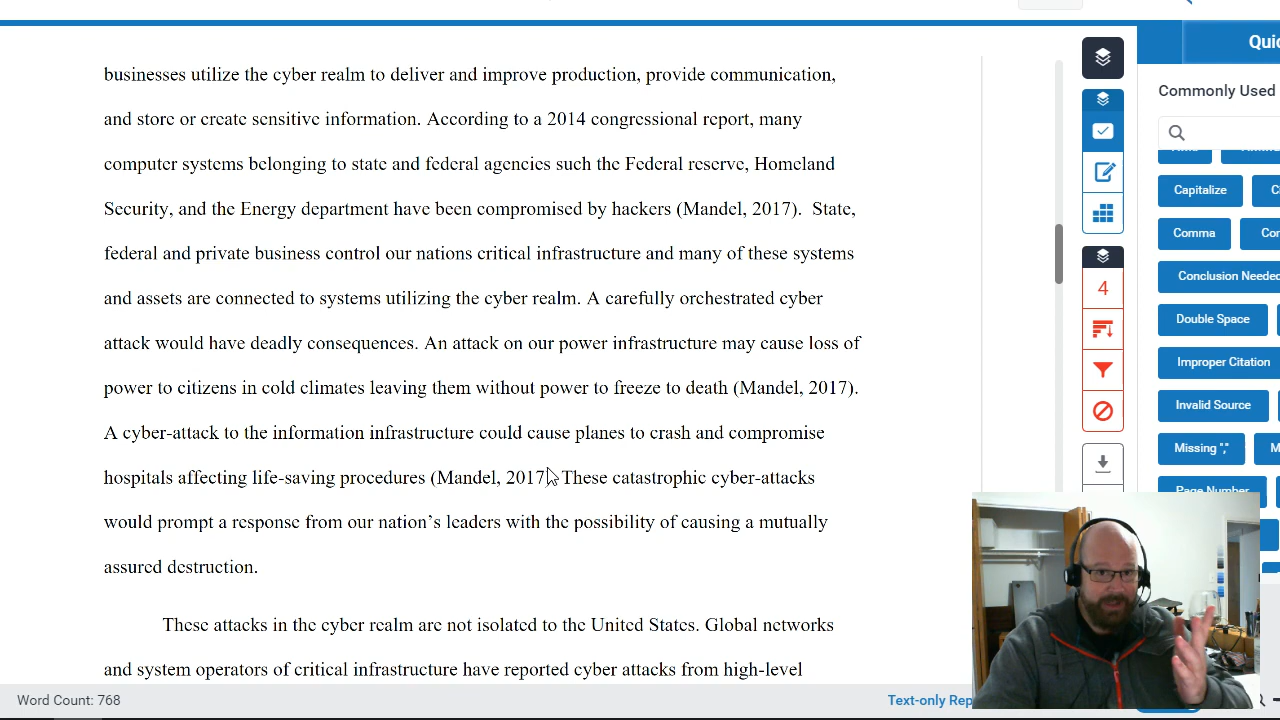 businesses utilize the cyber realm to deliver and improve production, provide communication,
and store or create sensitive information. According to a 2014 congressional report, many
computer systems belonging to state and federal agencies such the Federal reserve, Homeland
Security, and the Energy department have been compromised by hackers (Mandel, 2017).  State,
federal and private business control our nations critical infrastructure and many of these systems
and assets are connected to systems utilizing the cyber realm. A carefully orchestrated cyber
attack would have deadly consequences. An attack on our power infrastructure may cause loss of
power to citizens in cold climates leaving them without power to freeze to death (Mandel, 2017).
A cyber-attack to the information infrastructure could cause planes to crash and compromise
hospitals affecting life-saving procedures (Mandel, 2017 These catastrophic cyber-attacks
would prompt a response from our nation’s leaders with the possibility of causing a mutually
assured destruction.
These attacks in the cyber realm are not isolated to the United States. Global networks
and system operators of critical infrastructure have reported cyber attacks from high-level
Word Count: 768
Text-only Rep
4
Quic
Commonly Used
Capitalize
Comma
Conclusion Needed
Double Space
Improper Citation
Invalid Source
Missing ","
Page Number